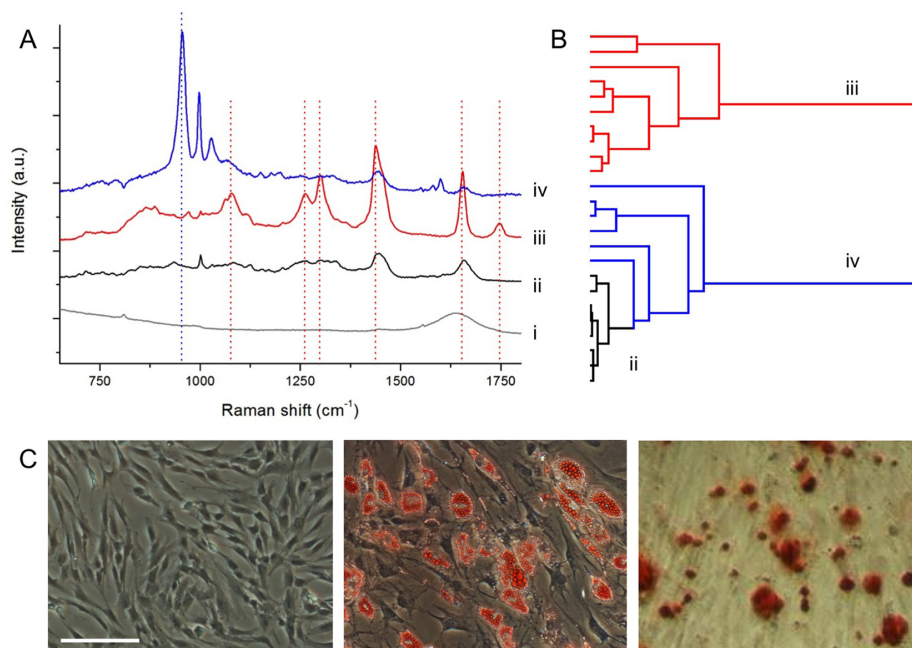 A
B
Intensity (a.u.)
iv
iii
ii
i
750 1000 1250 1500 1750
Raman shift (cm⁻¹)
iii
iv
ii
C